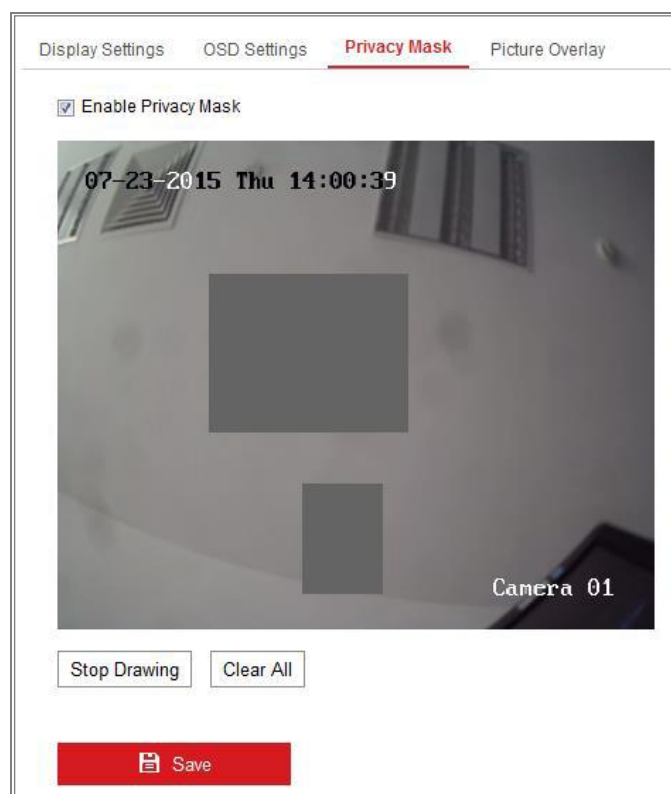 Display Settings OSD Settings Privacy Mask Picture Overlay
Enable Privacy Mask
07-23-2015 Thu 14:00:39
Camera 01
Stop Drawing Clear All
Save